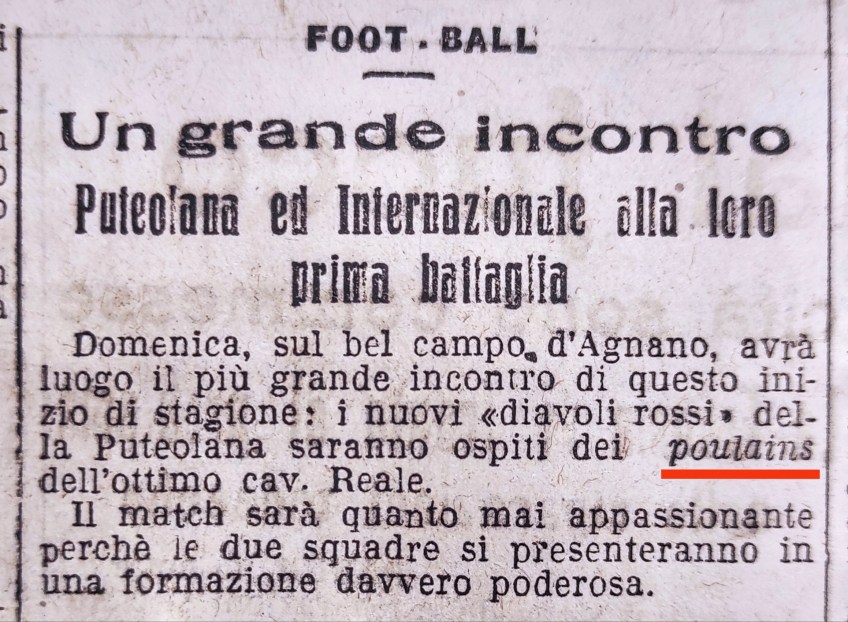 FOOT-BALL
Un grande incontro
Puteolana ed Internazionale alla loro
prima battaglia
Domenica, sul bel campo d'Agnano, avrà
luogo il più grande incontro di questo ini-
zio di stagione: i nuovi «diavoli rossi» del-
la Puteolana saranno ospiti dei poulains
dell'ottimo cav. Reale.
Il match sarà quanto mai appassionante
perchè le due squadre si presenteranno in
una formazione davvero poderosa.